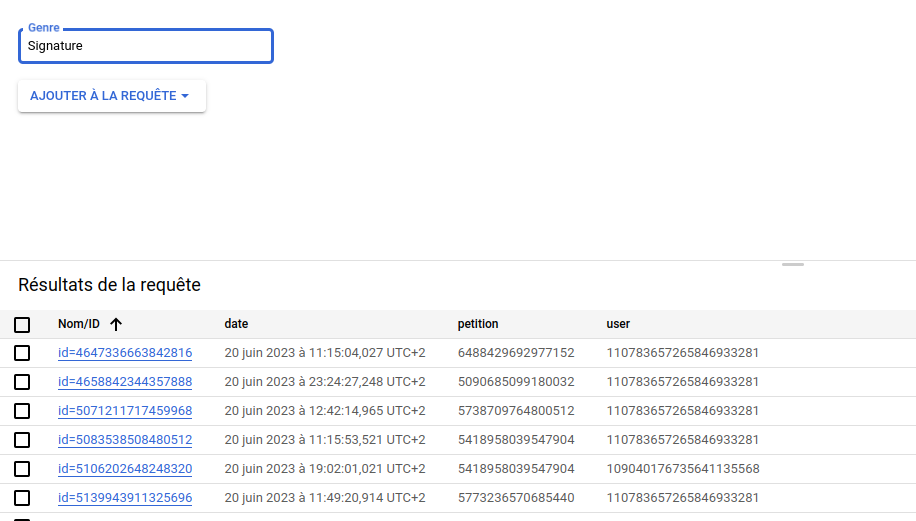 Genre
Signature
AJOUTER À LA REQUÊTE
Résultats de la requête
Nom/ID date petition user
id=4647336663842816 20 juin 2023 à 11:15:04,027 UTC+2 6488429692977152 110783657265846933281
id=4658842344357888 20 juin 2023 à 23:24:27,248 UTC+2 5090685099180032 110783657265846933281
id=5071211717459968 20 juin 2023 à 12:42:14,965 UTC+2 5738709764800512 110783657265846933281
id=5083538508480512 20 juin 2023 à 11:15:53,521 UTC+2 5418958039547904 110783657265846933281
id=5106202648248320 20 juin 2023 à 19:02:01,021 UTC+2 5418958039547904 109040176735641135568
id=5139943911325696 20 juin 2023 à 11:49:20,914 UTC+2 5773236570685440 110783657265846933281